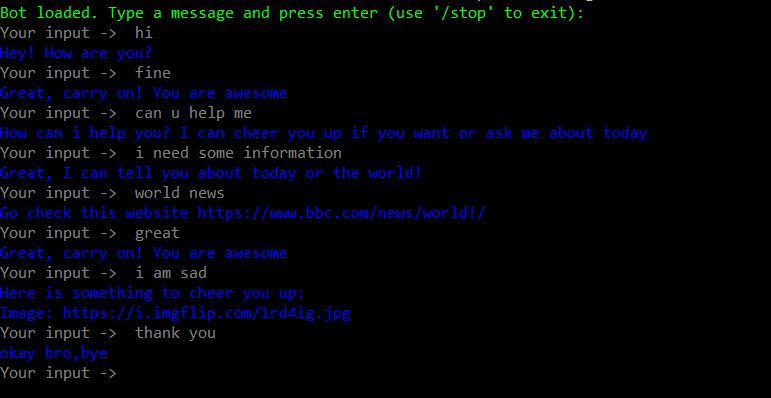 Bot loaded. Type a message and press enter (use '/stop' to exit):
Your input ->  hi
Hey! How are you?
Your input ->  fine
Great, carry on! You are awesome
Your input ->  can u help me
How can i help you? I can cheer you up if you want or ask me about today
Your input ->  i need some information
Great, I can tell you about today or the world!
Your input ->  world news
Go check this website https://www.bbc.com/news/world!/
Your input ->  great
Great, carry on! You are awesome
Your input ->  i am sad
Here is something to cheer you up:
Image: https://i.imgflip.com/1rd4ig.jpg
Your input ->  thank you
okay bro,bye
Your input ->